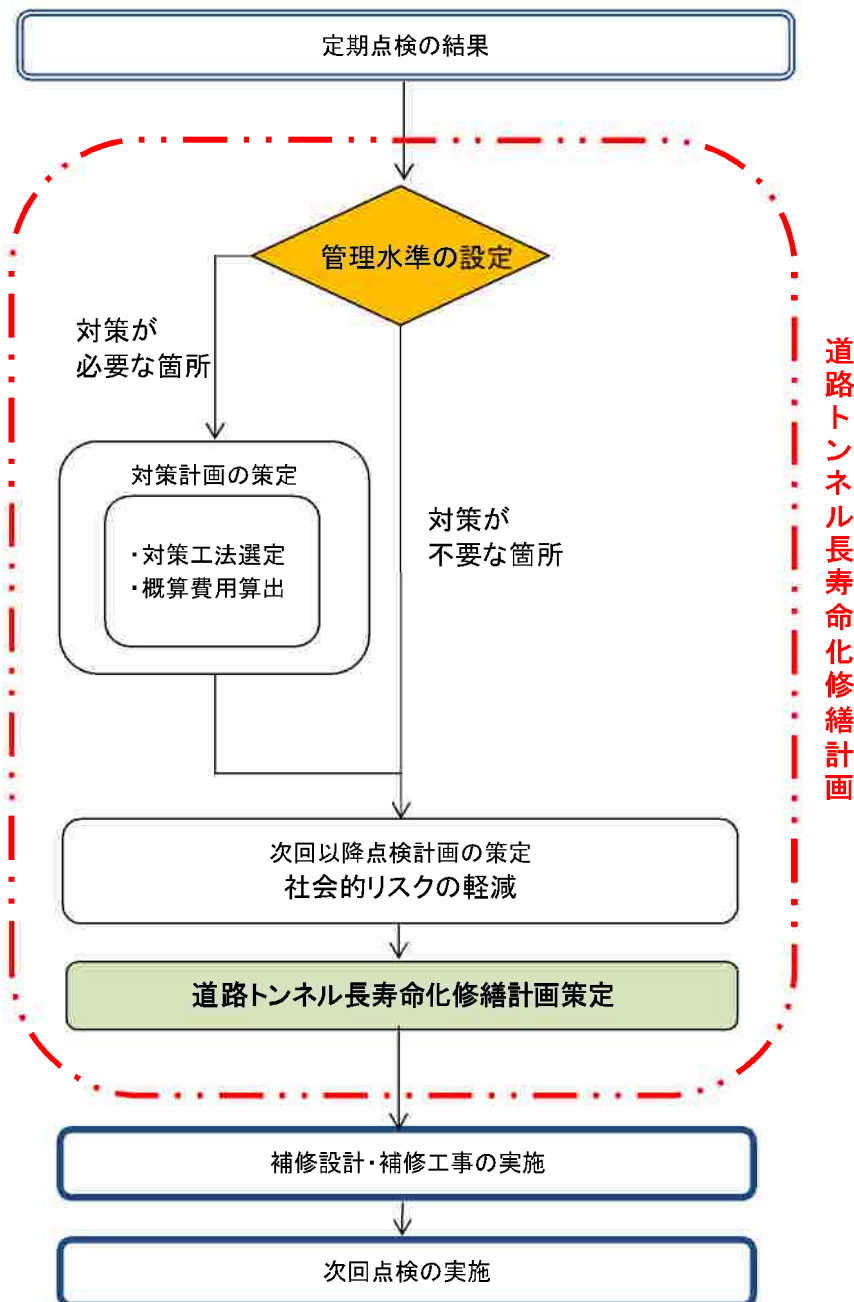 定期点検の結果
管理水準の設定
対策が
必要な箇所
対策計画の策定
・対策工法選定
・概算費用算出
対策が
不要な箇所
次回以降点検計画の策定
社会的リスクの軽減
道路トンネル長寿命化修繕計画策定
補修設計・補修工事の実施
次回点検の実施
道路トンネル長寿命化修繕計画